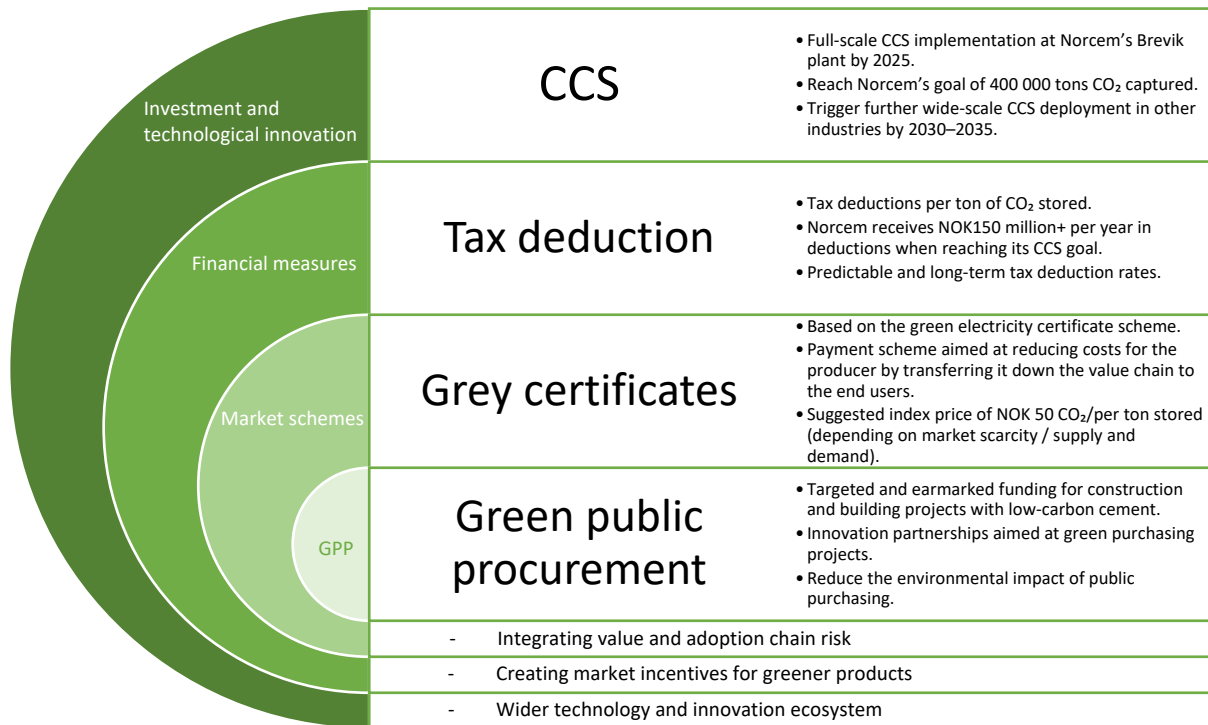 Investment and
technological innovation
CCS
• Full-scale CCS implementation at Norcem’s Brevik
plant by 2025.
• Reach Norcem’s goal of 400 000 tons CO₂ captured.
• Trigger further wide-scale CCS deployment in other
industries by 2030–2035.
Financial measures
Tax deduction
• Tax deductions per ton of CO₂ stored.
• Norcem receives NOK150 million+ per year in
deductions when reaching its CCS goal.
• Predictable and long-term tax deduction rates.
Market schemes
Grey certificates
• Based on the green electricity certificate scheme.
• Payment scheme aimed at reducing costs for the
producer by transferring it down the value chain to
the end users.
• Suggested index price of NOK 50 CO₂/per ton stored
(depending on market scarcity / supply and
demand).
GPP
Green public
procurement
• Targeted and earmarked funding for construction
and building projects with low-carbon cement.
• Innovation partnerships aimed at green purchasing
projects.
• Reduce the environmental impact of public
purchasing.
- Integrating value and adoption chain risk
- Creating market incentives for greener products
- Wider technology and innovation ecosystem